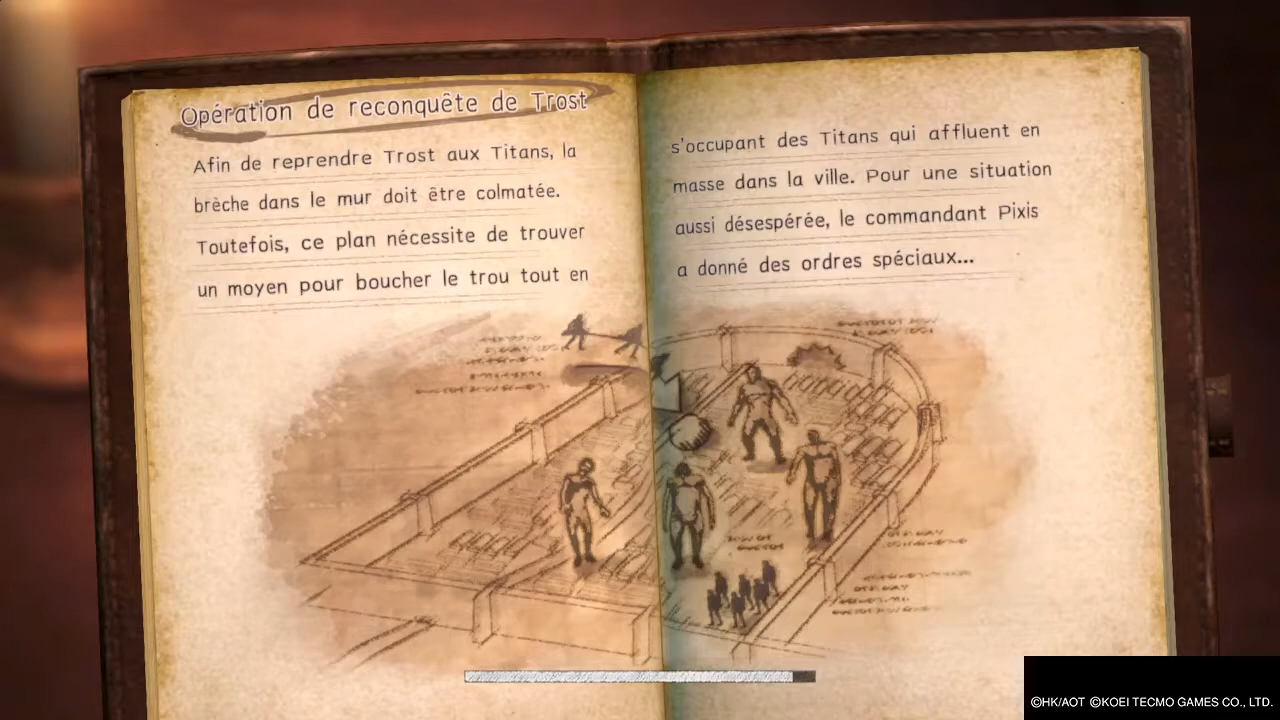 Opération de reconquête de Trost
Afin de reprendre Trost aux Titans, la
brèche dans le mur doit être colmatée.
Toutefois, ce plan nécessite de trouver
un moyen pour boucher le trou tout en
s'occupant des Titans qui affluent en
masse dans la ville. Pour une situation
aussi désespérée, le commandant Pixis
a donné des ordres spéciaux...
©HK/AOT ©KOEI TECMO GAMES CO., LTD.